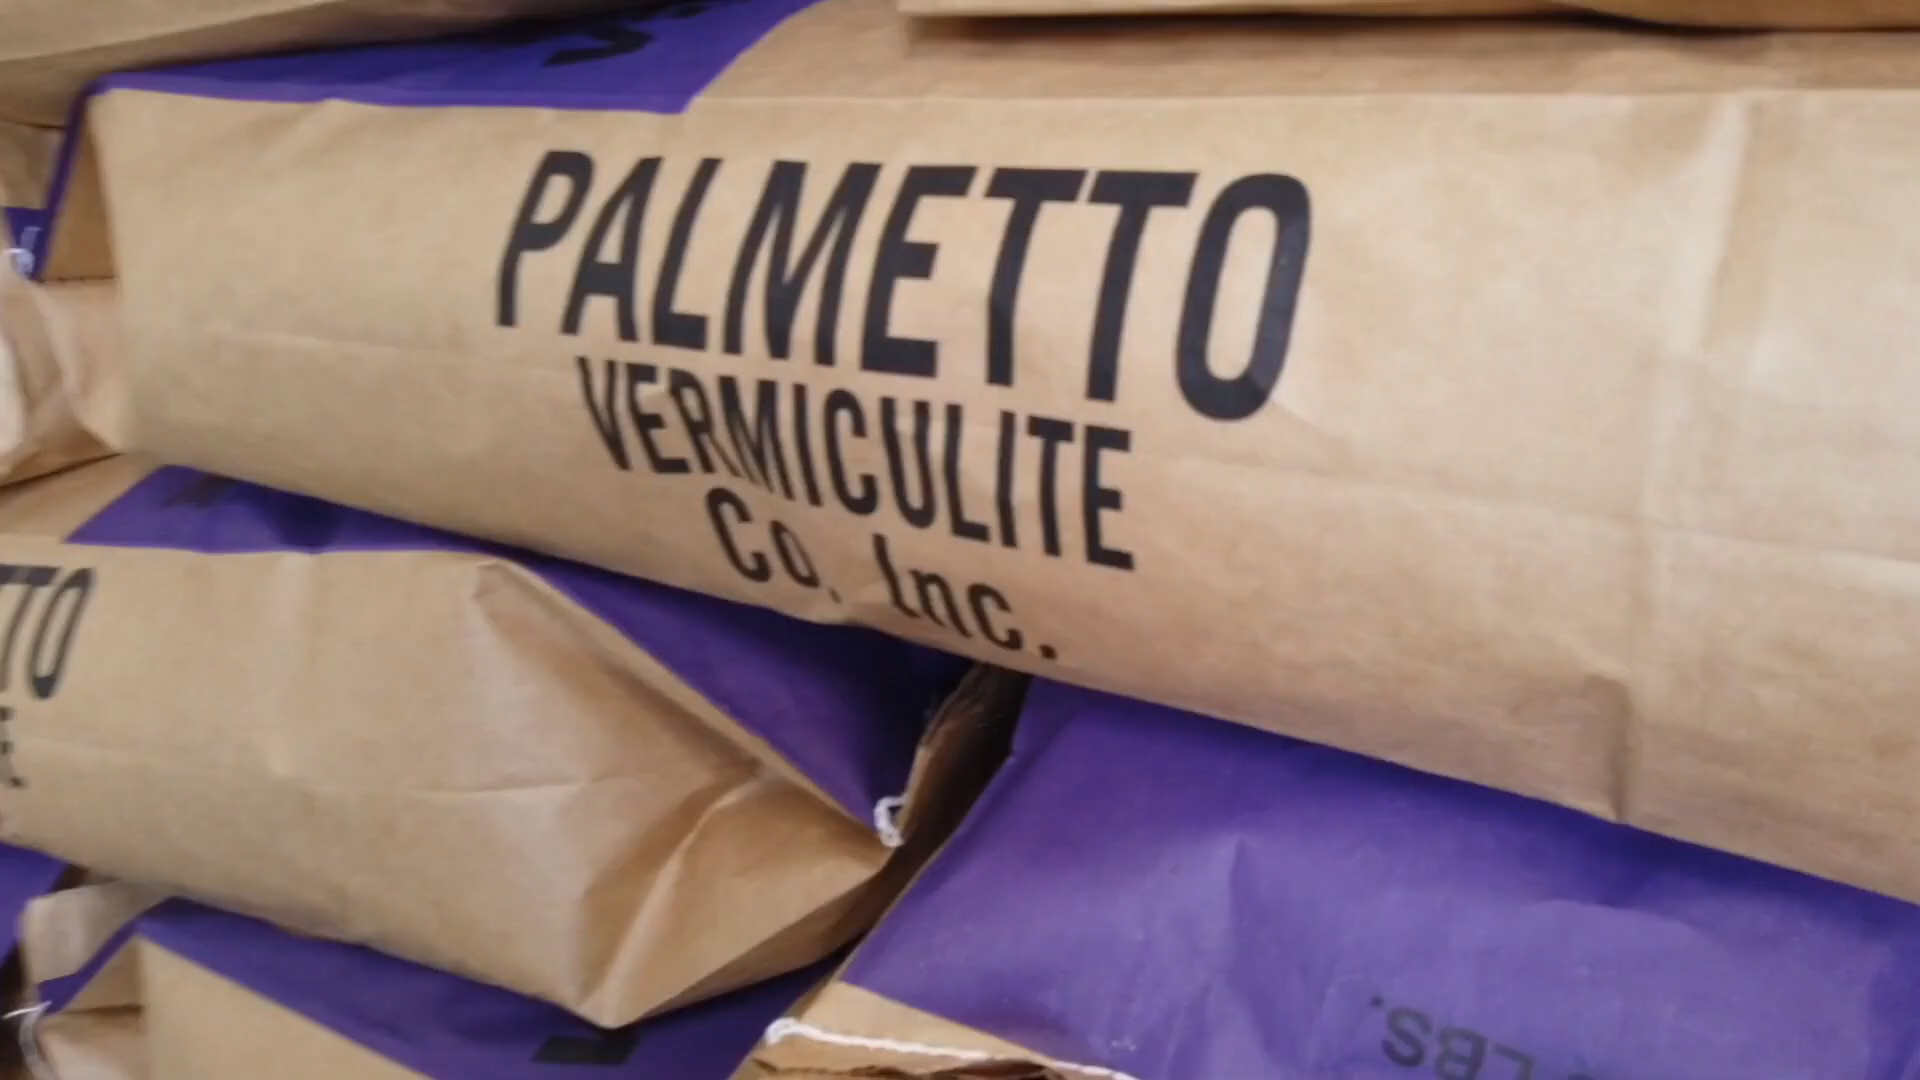 PALMETTO
VERMICULITE
Co. Inc.
TTO
E
LBS.